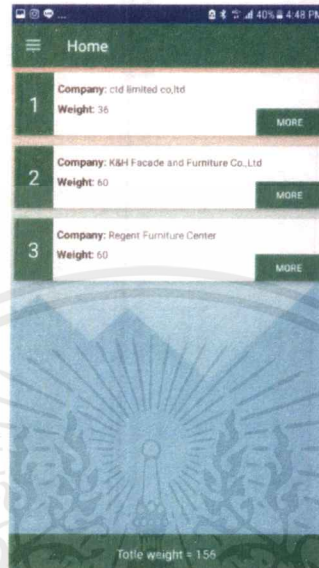 ... 40% 4:48 PM
Home
1
Company: ctd limited co,ltd
Weight: 36
MORE
2
Company: K&H Facade and Furniture Co.,Ltd
Weight: 60
MORE
3
Company: Regent Furniture Center
Weight: 60
MORE
Totle weight = 156